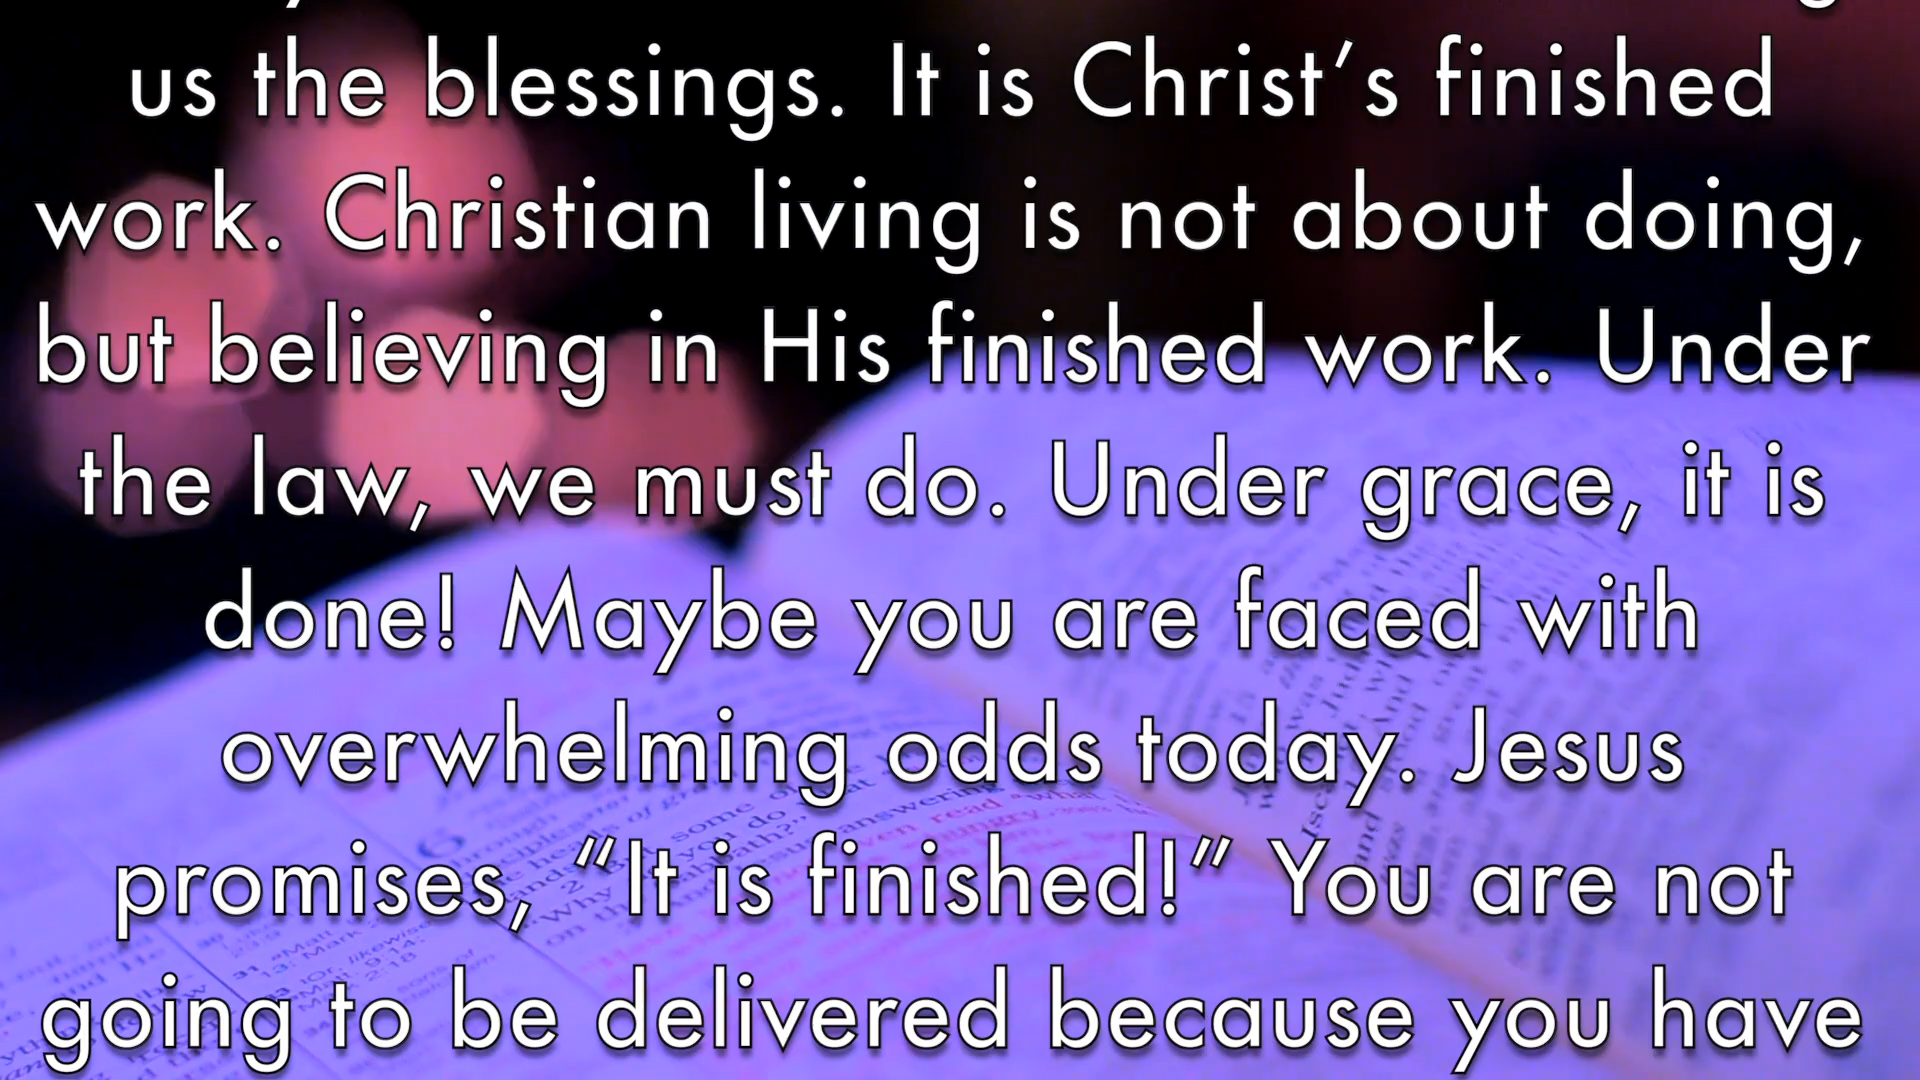 us the blessings. It is Christ’s finished
work. Christian living is not about doing,
but believing in His finished work. Under
the law, we must do. Under grace, it is
done! Maybe you are faced with
overwhelming odds today. Jesus
promises, “It is finished!” You are not
going to be delivered because you have